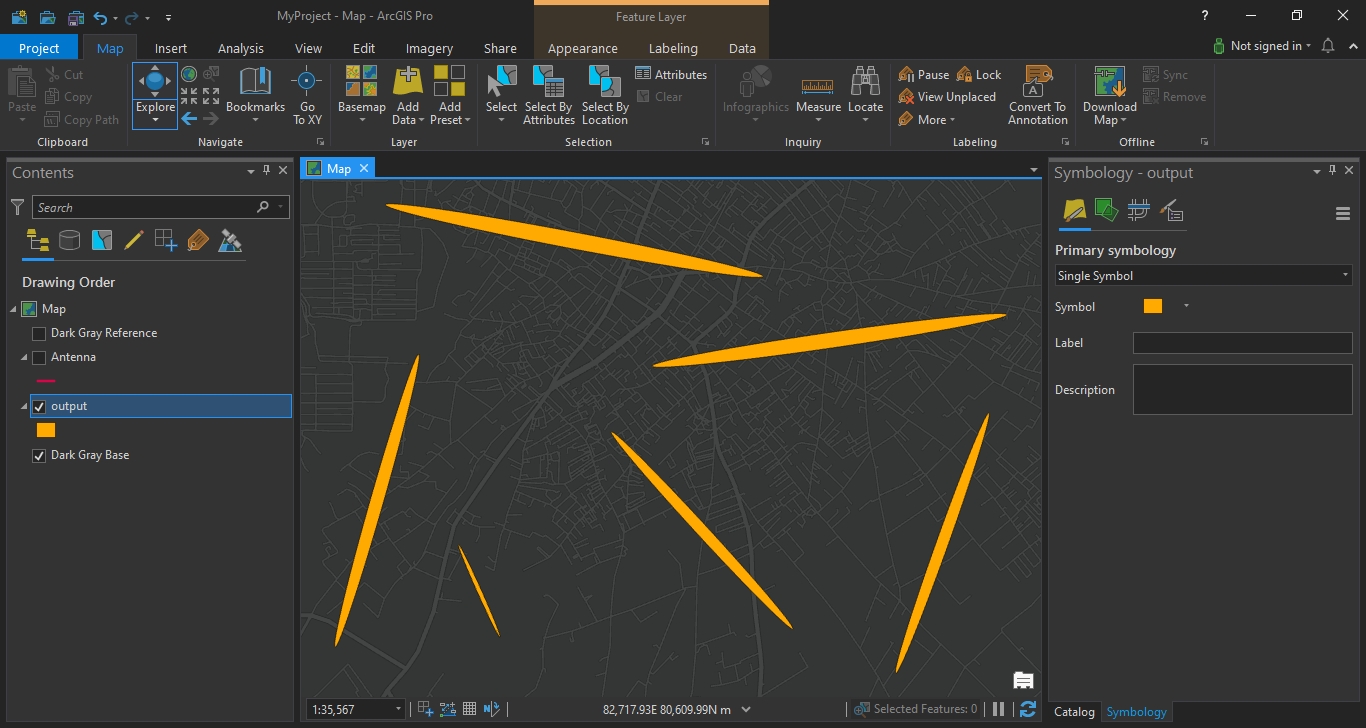 MyProject - Map - ArcGIS Pro
Feature Layer
?
Project Map Insert Analysis View Edit Imagery Share Appearance Labeling Data
Not signed in
Paste
Cut
Copy
Copy Path
Clipboard
Explore
Bookmarks
Go
To XY
Navigate
Basemap
Add
Data
Add
Preset
Layer
Select
Select By
Attributes
Select By
Location
Attributes
Clear
Selection
Infographics
Measure
Locate
Inquiry
Pause
Lock
View Unplaced
More
Convert To
Annotation
A
Labeling
Download
Map
Sync
Remove
Offline
Contents
Search
Drawing Order
Map
Dark Gray Reference
Antenna
output
Dark Gray Base
Map
1:35,567
82,717.93E 80,609.99N m
Selected Features: 0
Symbology - output
Primary symbology
Single Symbol
Symbol
Label
Description
Catalog
Symbology